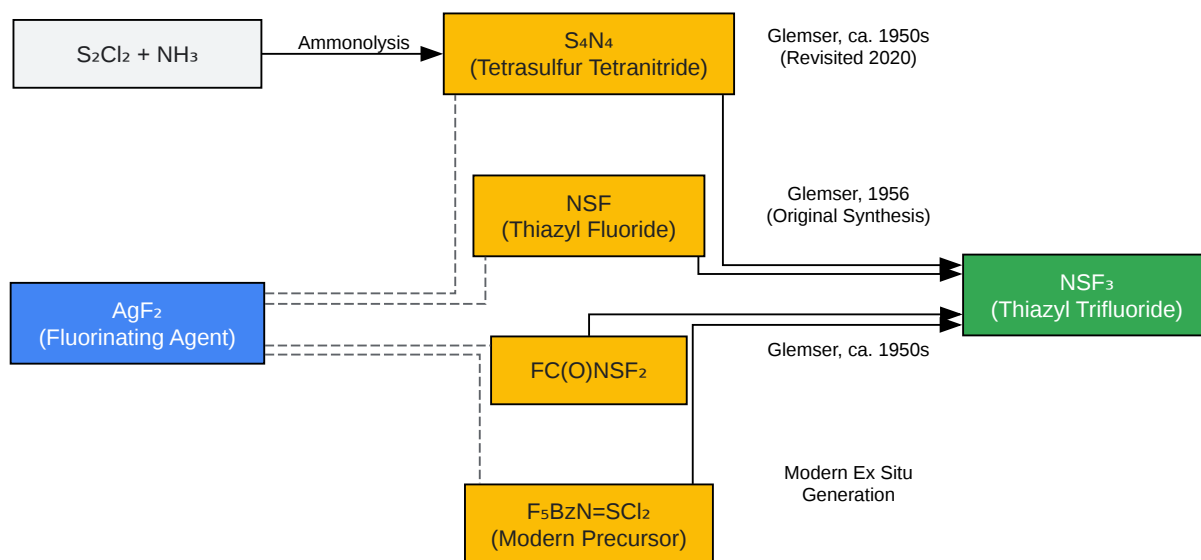 S₂Cl₂ + NH₃
Ammonolysis
S₄N₄
(Tetrasulfur Tetranitride)
Glemser, ca. 1950s
(Revisited 2020)
NSF
(Thiazyl Fluoride)
Glemser, 1956
(Original Synthesis)
AgF₂
(Fluorinating Agent)
NSF₃
(Thiazyl Trifluoride)
FC(O)NSF₂
Glemser, ca. 1950s
F₅BzN=SCl₂
(Modern Precursor)
Modern Ex Situ
Generation